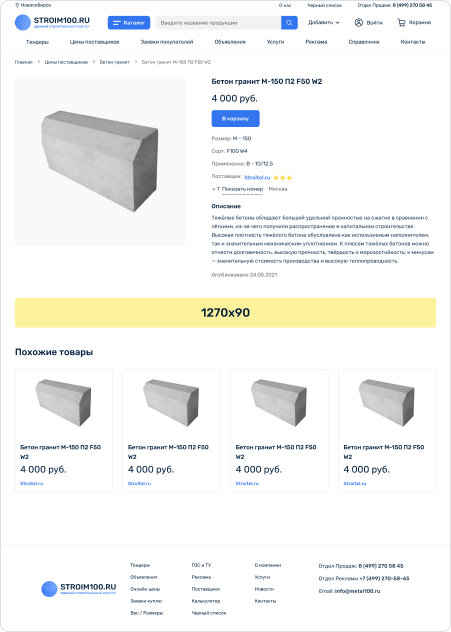 Новосибирск
О нас Черный список Отдел Продаж: 8 (499) 270 58 45
STROIM100.RU
единый строительный портал
Каталог
Введите название продукции
Добавить
Войти
Корзина
Тендеры Цены поставщиков Заявки покупателей Объявления Услуги Реклама Справочник Контакты
Главная > Цены поставщиков > Бетон гранит > Бетон гранит М-150 П2 F50 W2
Бетон гранит М-150 П2 F50 W2
4 000 руб.
В корзину
Размер: М - 150
Сорт: F100 W4
Примечание: В - 10/12,5
Поставщик: Stroitel.ru
+ 7 Показать номер Москва
Описание
Тяжёлые бетоны обладают большей удельной прочностью на сжатие в сравнении с
лёгкими, из-за чего получили распространение в капитальном строительстве.
Высокая плотность тяжёлого бетона обусловлена как используемым наполнителем,
так и значительным механическим уплотнением. К плюсам тяжёлых бетонов можно
отнести долговечность, высокую прочность, твёрдость и морозостойкость; к минусам
— значительную стоимость производства и высокую теплопроводность.
Опубликовано 24.05.2021
1270x90
Похожие товары
Бетон гранит М-150 П2 F50
W2
4 000 руб.
Stroitel.ru
Бетон гранит М-150 П2 F50
W2
4 000 руб.
Stroitel.ru
Бетон гранит М-150 П2 F50
W2
4 000 руб.
Stroitel.ru
Бетон гранит М-150 П2 F50
W2
4 000 руб.
Stroitel.ru
STROIM100.RU
единый строительный портал
Тендеры
Объявления
Онлайн цены
Заявки куплю
Вес / Размеры
ГОС и ТУ
Реклама
Поставщики
Калькулятор
Черный список
О компании
Услуги
Новости
Контакты
Отдел Продаж: 8 (499) 270 58 45
Отдел Рекламы +7 (499) 270-58-45
Email: info@metal100.ru